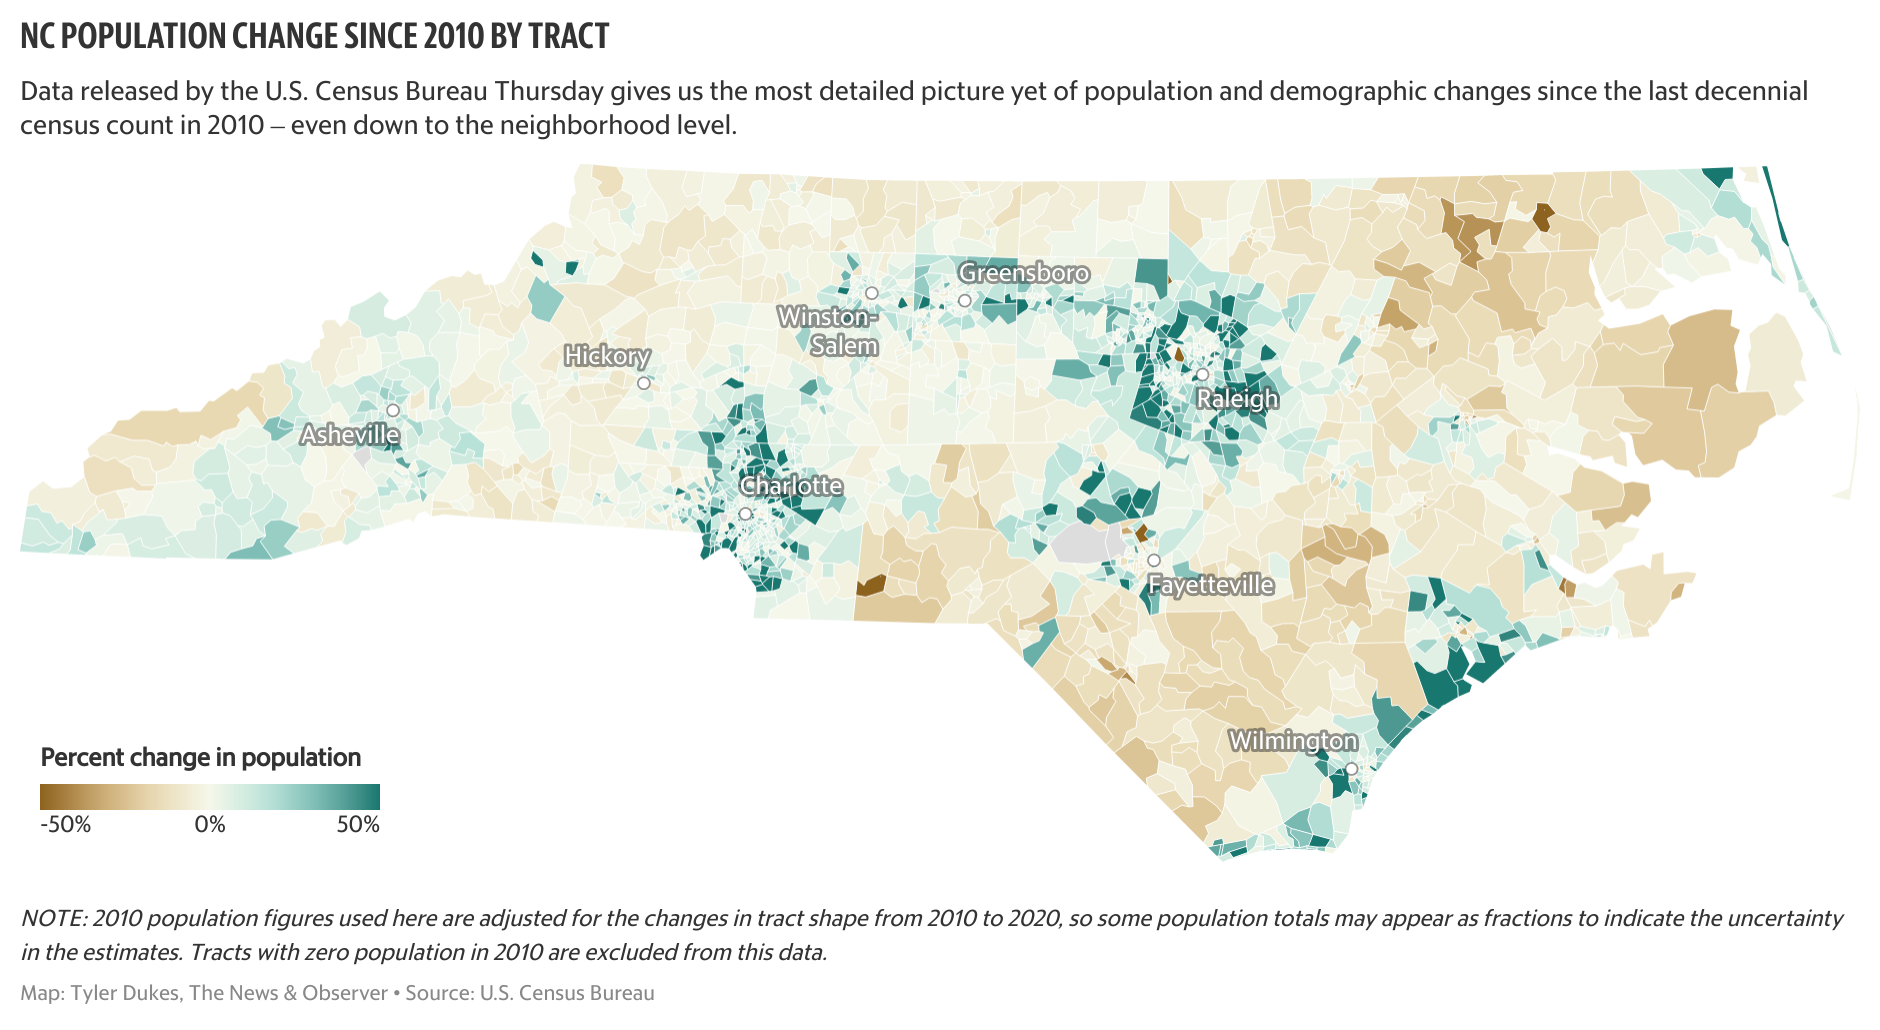 NC POPULATION CHANGE SINCE 2010 BY TRACT
Data released by the U.S. Census Bureau Thursday gives us the most detailed picture yet of population and demographic changes since the last decennial
census count in 2010 – even down to the neighborhood level.
Greensboro
Winston-
Salem
Hickory
Raleigh
Asheville
Charlotte
Fayetteville
Wilmington
Percent change in population
-50% 0% 50%
NOTE: 2010 population figures used here are adjusted for the changes in tract shape from 2010 to 2020, so some population totals may appear as fractions to indicate the uncertainty
in the estimates. Tracts with zero population in 2010 are excluded from this data.
Map: Tyler Dukes, The News & Observer • Source: U.S. Census Bureau